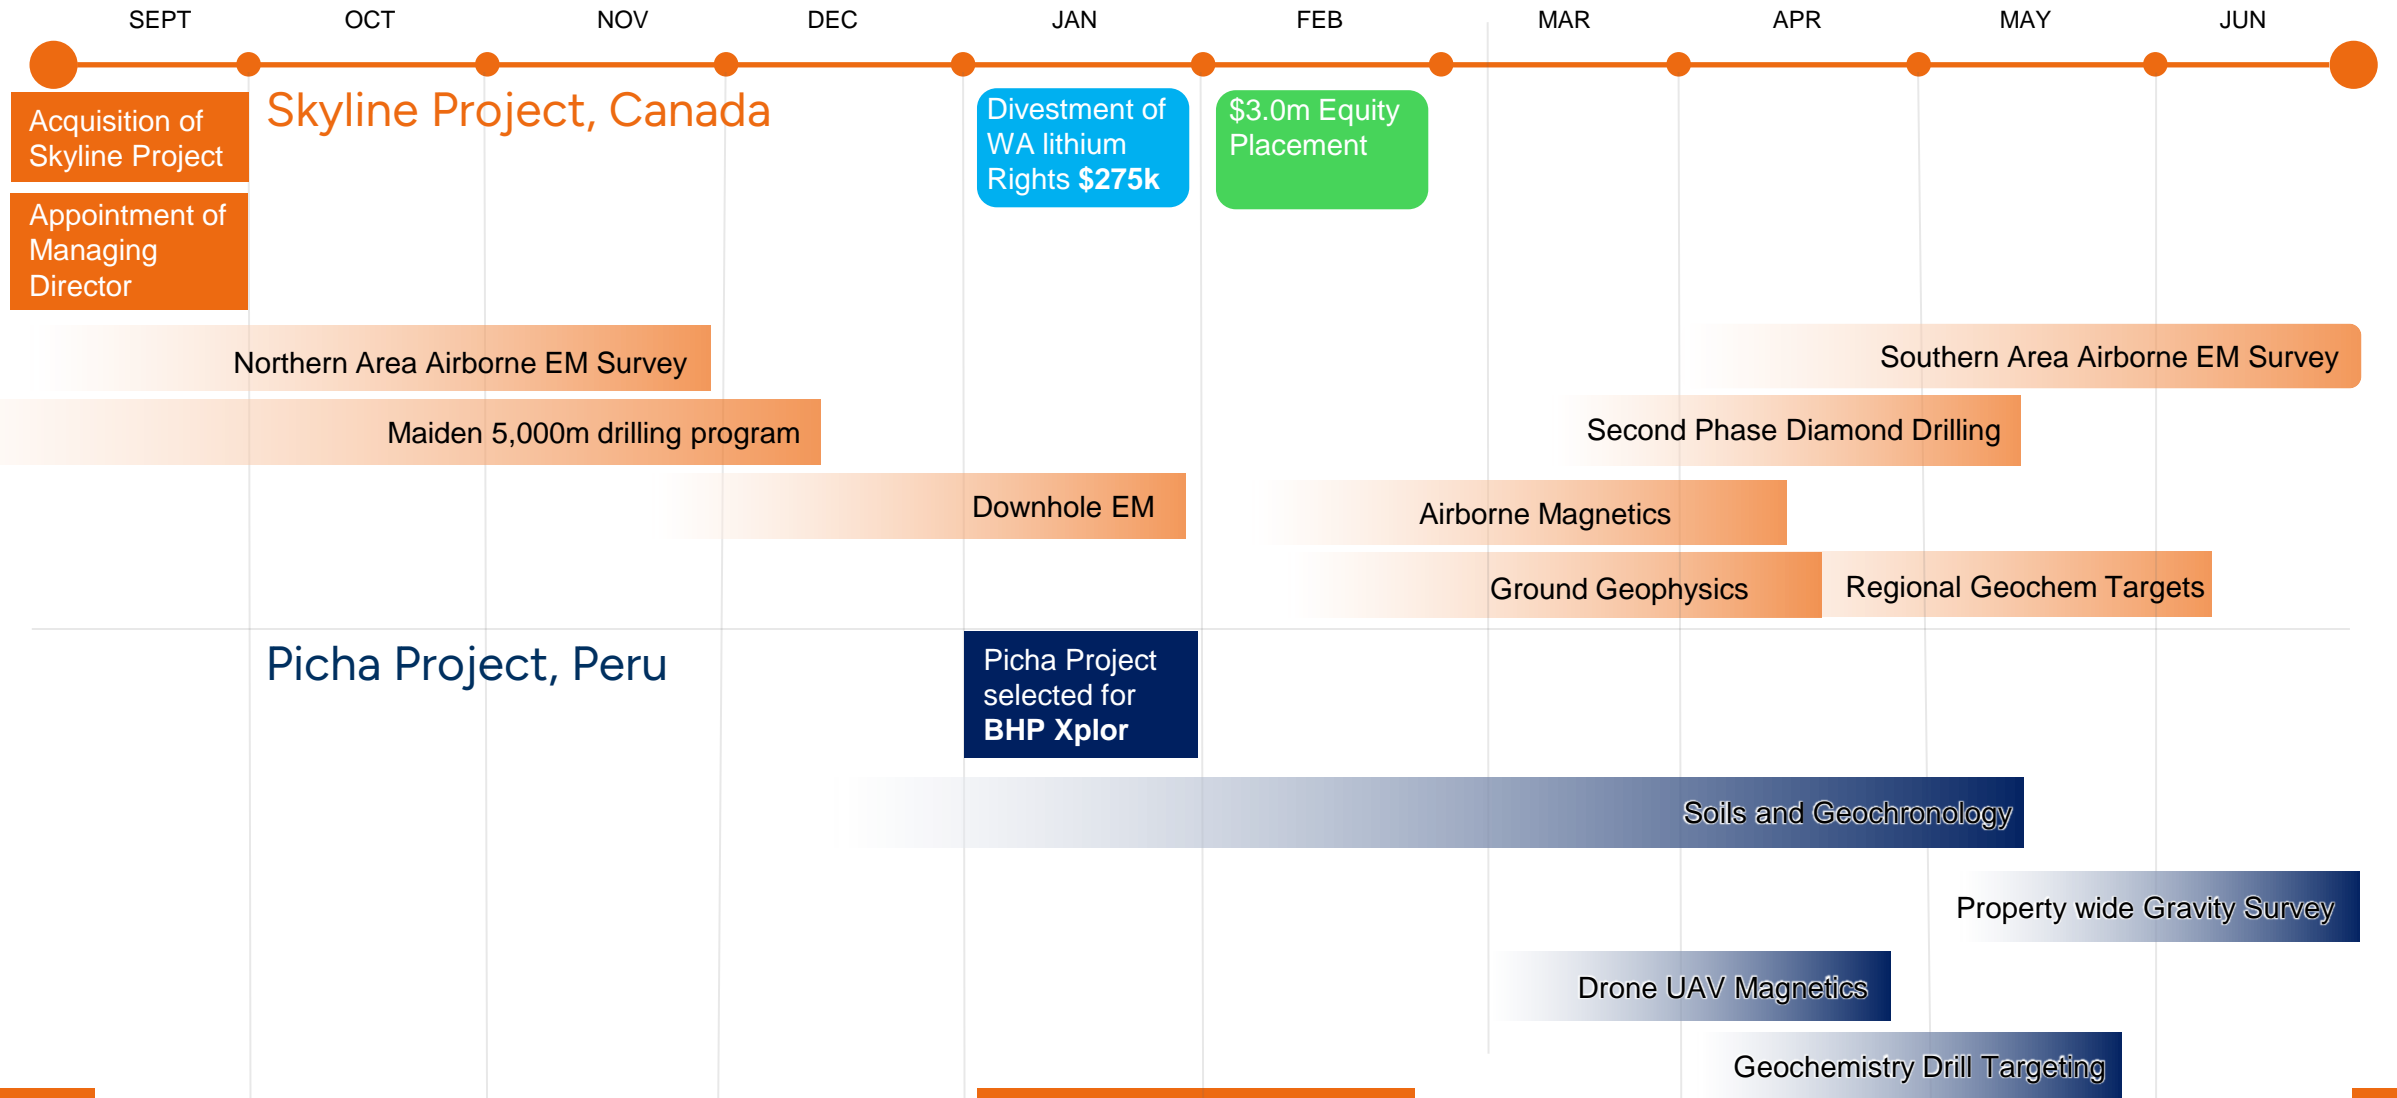 SEPT OCT NOV DEC JAN FEB MAR APR MAY JUN
Acquisition of
Skyline Project
Skyline Project, Canada
Divestment of
WA lithium
Rights $275k
$3.0m Equity
Placement
Appointment of
Managing
Director
Northern Area Airborne EM Survey
Southern Area Airborne EM Survey
Maiden 5,000m drilling program
Second Phase Diamond Drilling
Downhole EM
Airborne Magnetics
Ground Geophysics
Regional Geochem Targets
Picha Project, Peru
Picha Project
selected for
BHP Xplor
Soils and Geochronology
Property wide Gravity Survey
Drone UAV Magnetics
Geochemistry Drill Targeting